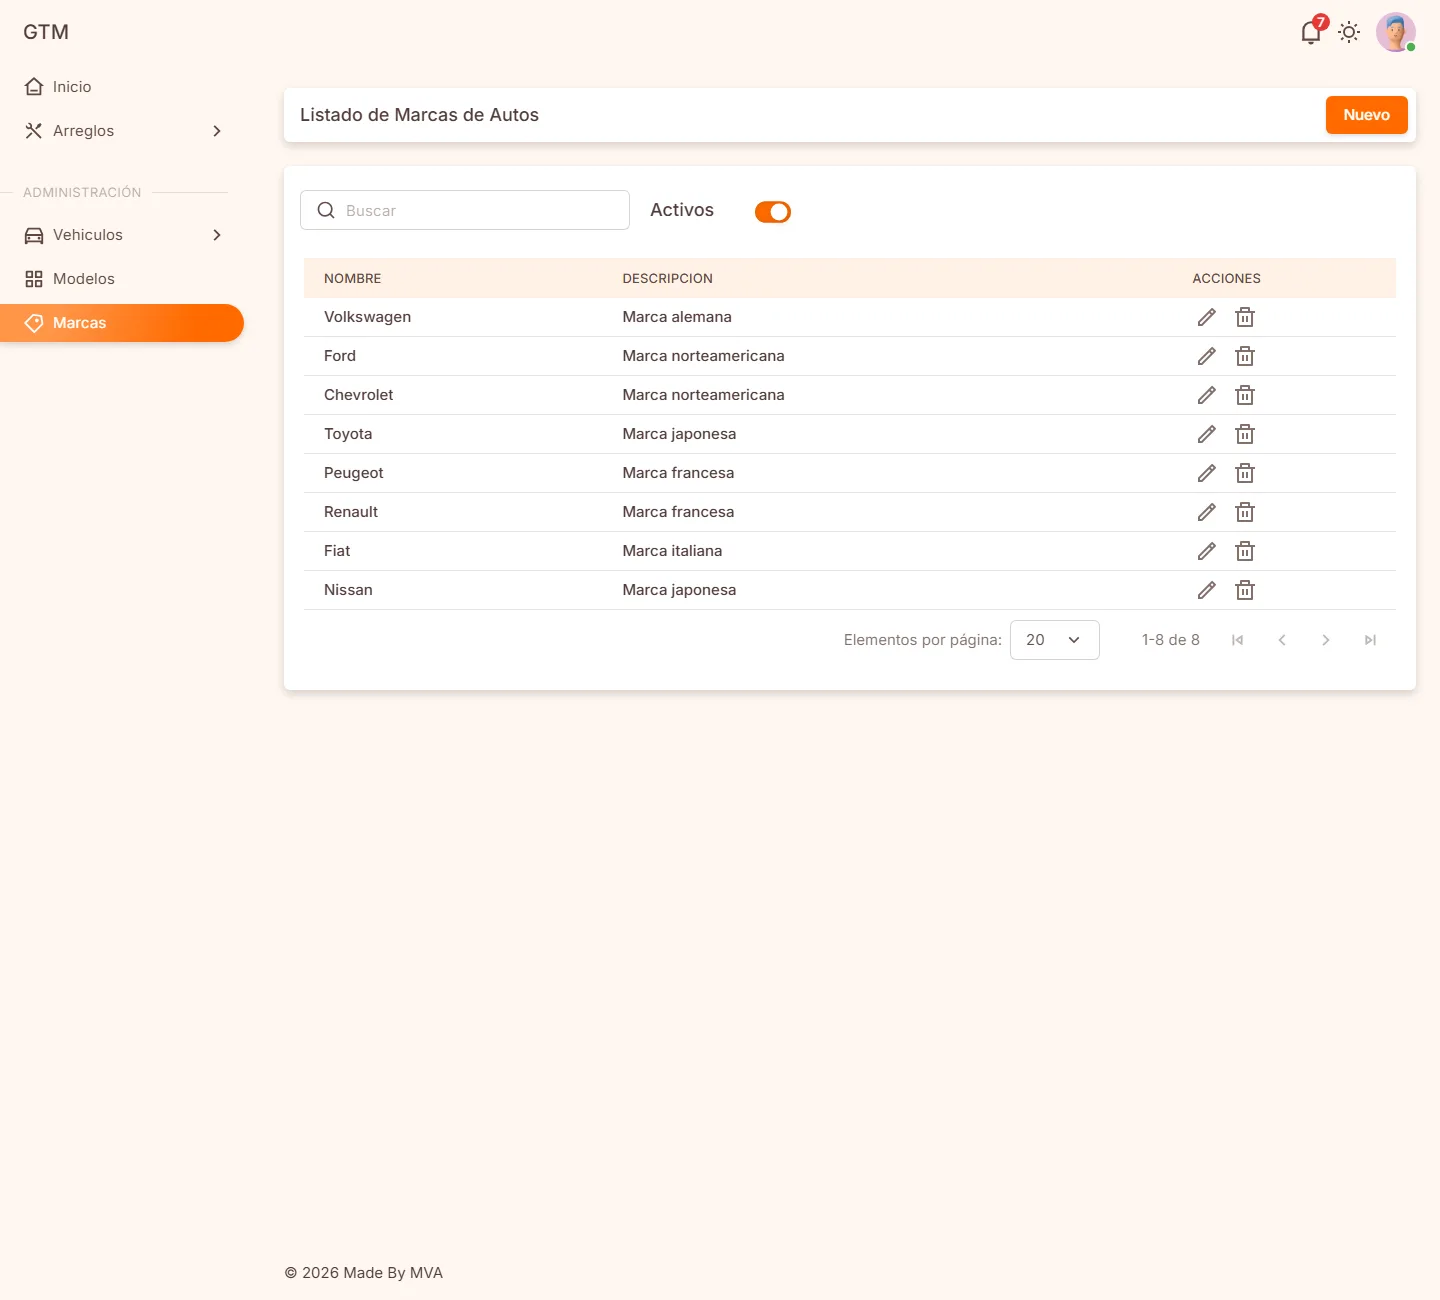 GTM
7
Inicio
Arreglos
ADMINISTRACIÓN
Vehiculos
Modelos
Marcas
Listado de Marcas de Autos
Nuevo
Buscar
Activos
NOMBRE DESCRIPCION ACCIONES
Volkswagen Marca alemana
Ford Marca norteamericana
Chevrolet Marca norteamericana
Toyota Marca japonesa
Peugeot Marca francesa
Renault Marca francesa
Fiat Marca italiana
Nissan Marca japonesa
Elementos por página: 20 1-8 de 8
© 2026 Made By MVA